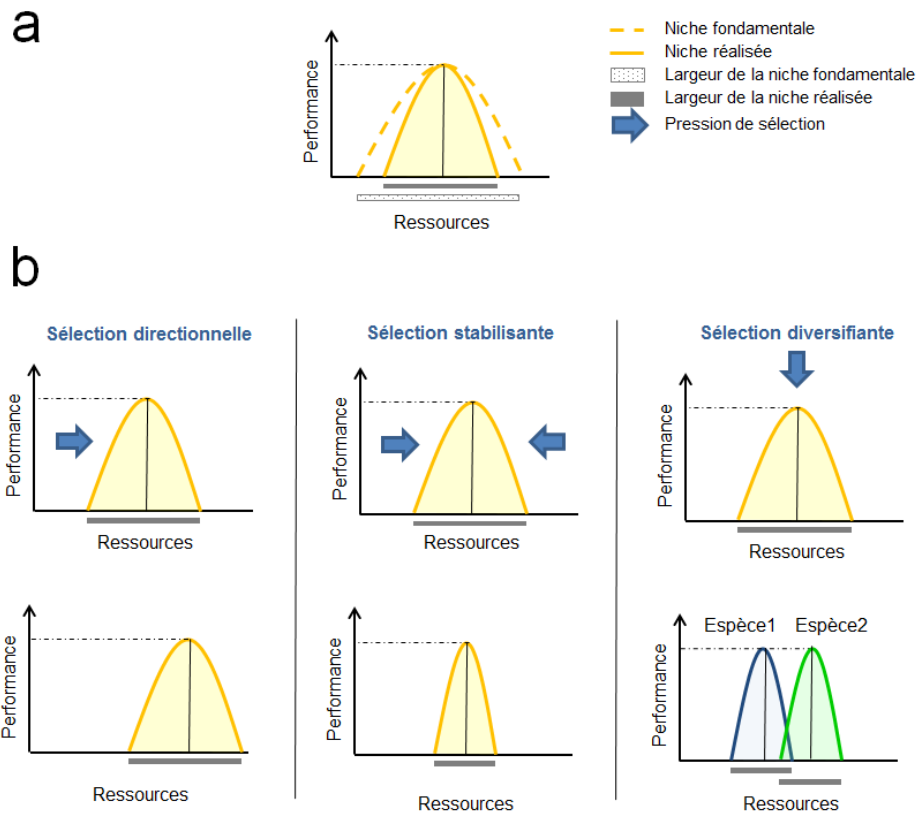 a
Performance
Ressources
Niche fondamentale
Niche réalisée
Largeur de la niche fondamentale
Largeur de la niche réalisée
Pression de sélection
b
Sélection directionnelle
Performance
Ressources
Performance
Ressources
Sélection stabilisante
Performance
Ressources
Performance
Ressources
Sélection diversifiante
Performance
Ressources
Espèce1
Espèce2
Performance
Ressources